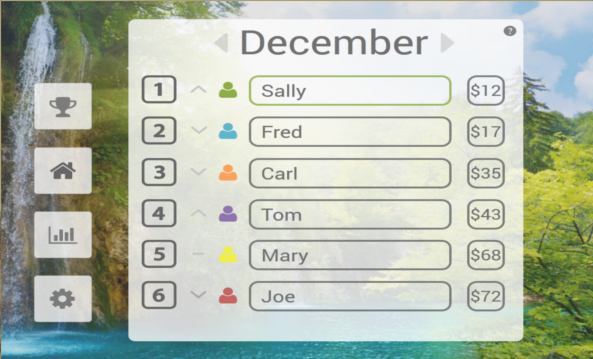 December
?
1 Sally $12
2 Fred $17
3 Carl $35
4 Tom $43
5 Mary $68
6 Joe $72